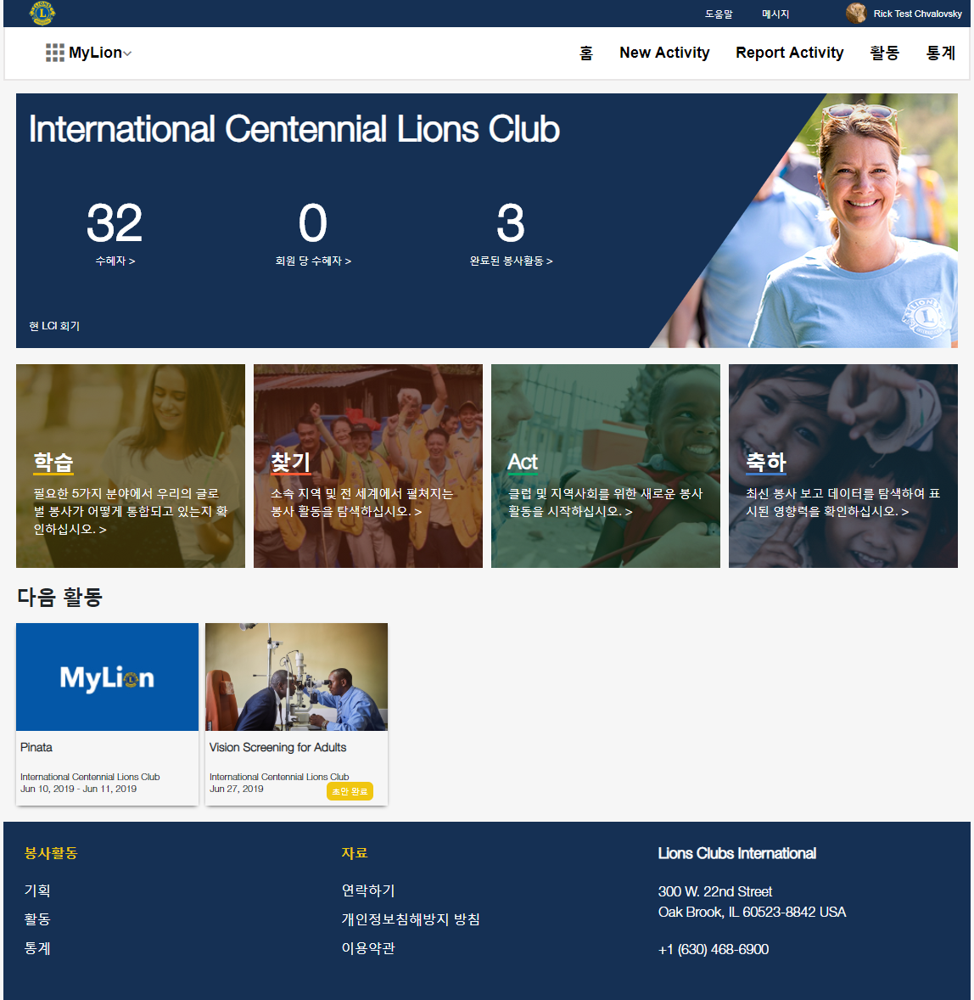 도움말 메시지 Rick Test Chvalovsky
MyLion 홈 New Activity Report Activity 활동 통계
International Centennial Lions Club
32 0 3
수혜자 > 회원 당 수혜자 > 완료된 봉사활동 >
현 LCI 회기
학습
필요한 5가지 분야에서 우리의 글로
벌 봉사가 어떻게 통합되고 있는지 확
인하십시오. >
찾기
소속 지역 및 전 세계에서 펼쳐지는
봉사 활동을 탐색하십시오. >
Act
클럽 및 지역사회를 위한 새로운 봉사
활동을 시작하십시오. >
축하
최신 봉사 보고 데이터를 탐색하여 표
시된 영향력을 확인하십시오. >
다음 활동
MyLion
Pinata
International Centennial Lions Club
Jun 10, 2019 - Jun 11, 2019
Vision Screening for Adults
International Centennial Lions Club
Jun 27, 2019
초안 완료
봉사활동
기획
활동
통계
자료
연락하기
개인정보침해방지 방침
이용약관
Lions Clubs International
300 W. 22nd Street
Oak Brook, IL 60523-8842 USA
+1 (630) 468-6900